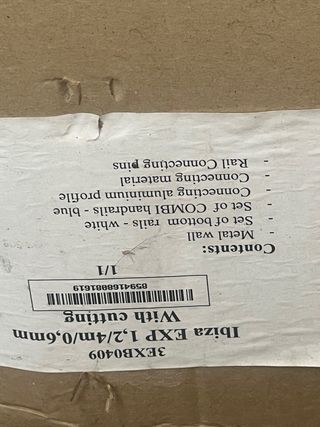 3EXB0409
Ibiza EXP 1,2/4m/0,6mm
With cutting
8594168881619
1/1
Contents:
- Metal wall
- Set of bottom rails - white
- Set of COMBI handrails - blue
- Connecting aluminium profile
- Connecting material
- Rail Connecting pins